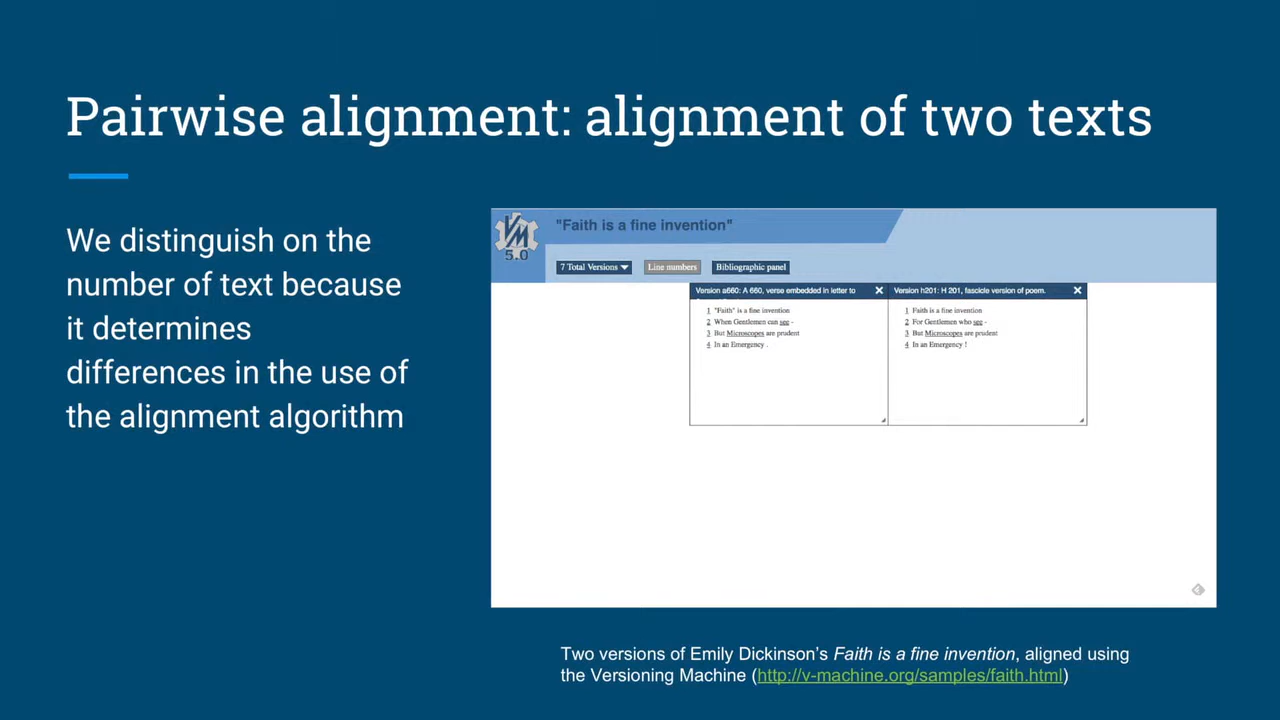 Pairwise alignment: alignment of two texts
We distinguish on the
number of text because
it determines
differences in the use of
the alignment algorithm
VM
5.0
"Faith is a fine invention"
7 Total Versions
Line numbers
Bibliographic panel
Version a660: A 660, verse embedded in letter to
1 "Faith" is a fine invention
2 When Gentlemen can see -
3 But Microscopes are prudent
4 In an Emergency .
Version h201: H 201, fascicle version of poem.
1 Faith is a fine invention
2 For Gentlemen who see -
3 But Microscopes are prudent
4 In an Emergency !
Two versions of Emily Dickinson’s Faith is a fine invention, aligned using
the Versioning Machine (http://v-machine.org/samples/faith.html)